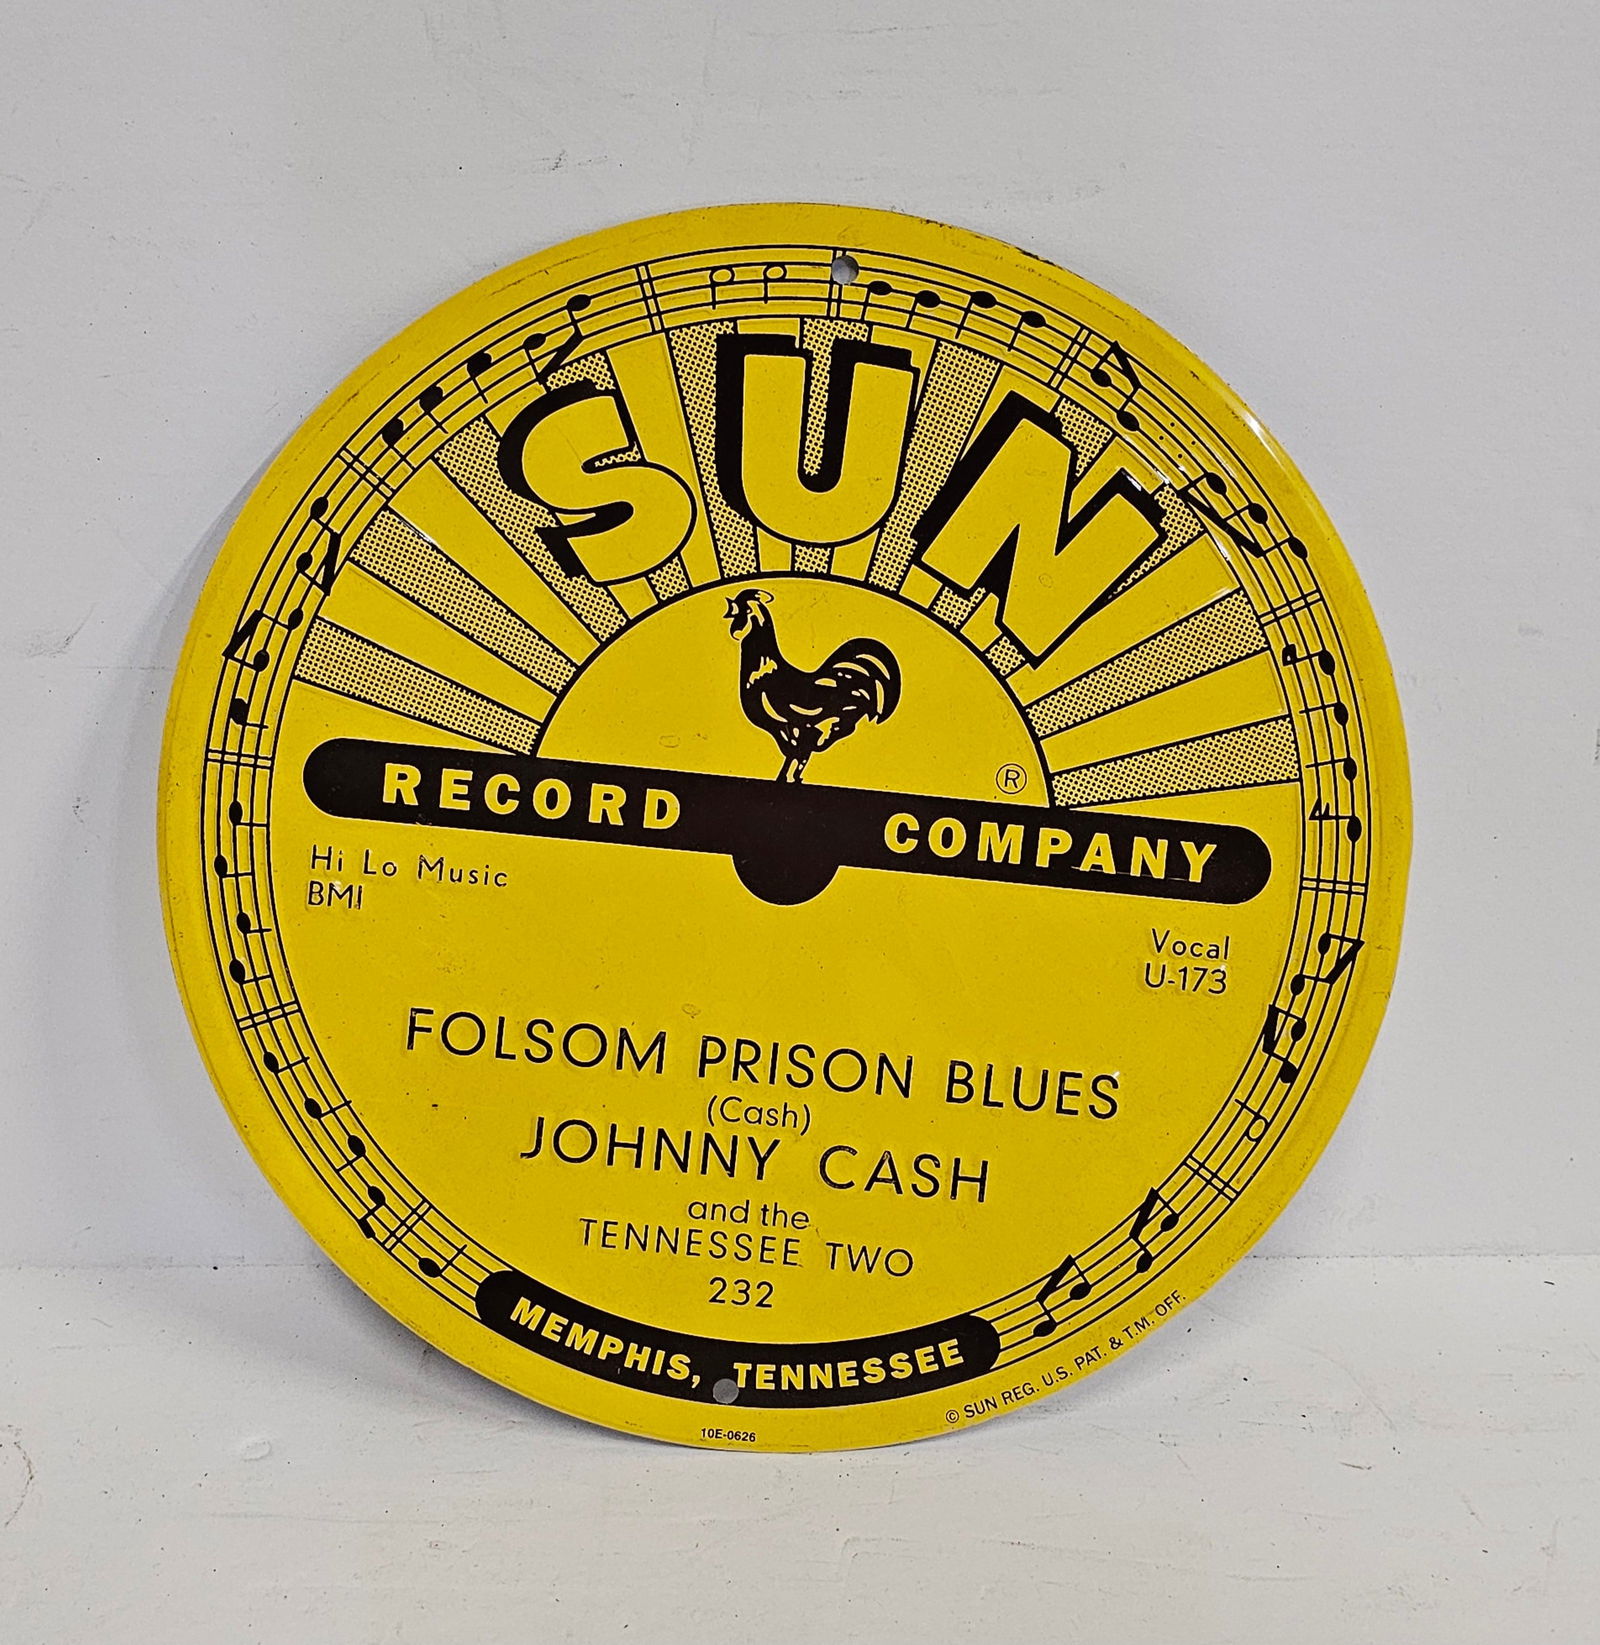 SUN
®
RECORD COMPANY
Hi Lo Music
BMI
Vocal
U-173
FOLSOM PRISON BLUES
(Cash)
JOHNNY CASH
and the
TENNESSEE TWO
232
MEMPHIS, TENNESSEE
© SUN REG. U.S. PAT. & T.M. OFF.
10E-0626